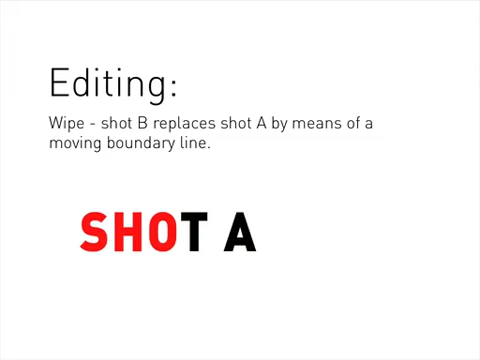 Editing:
Wipe - shot B replaces shot A by means of a
moving boundary line.
SHOT A